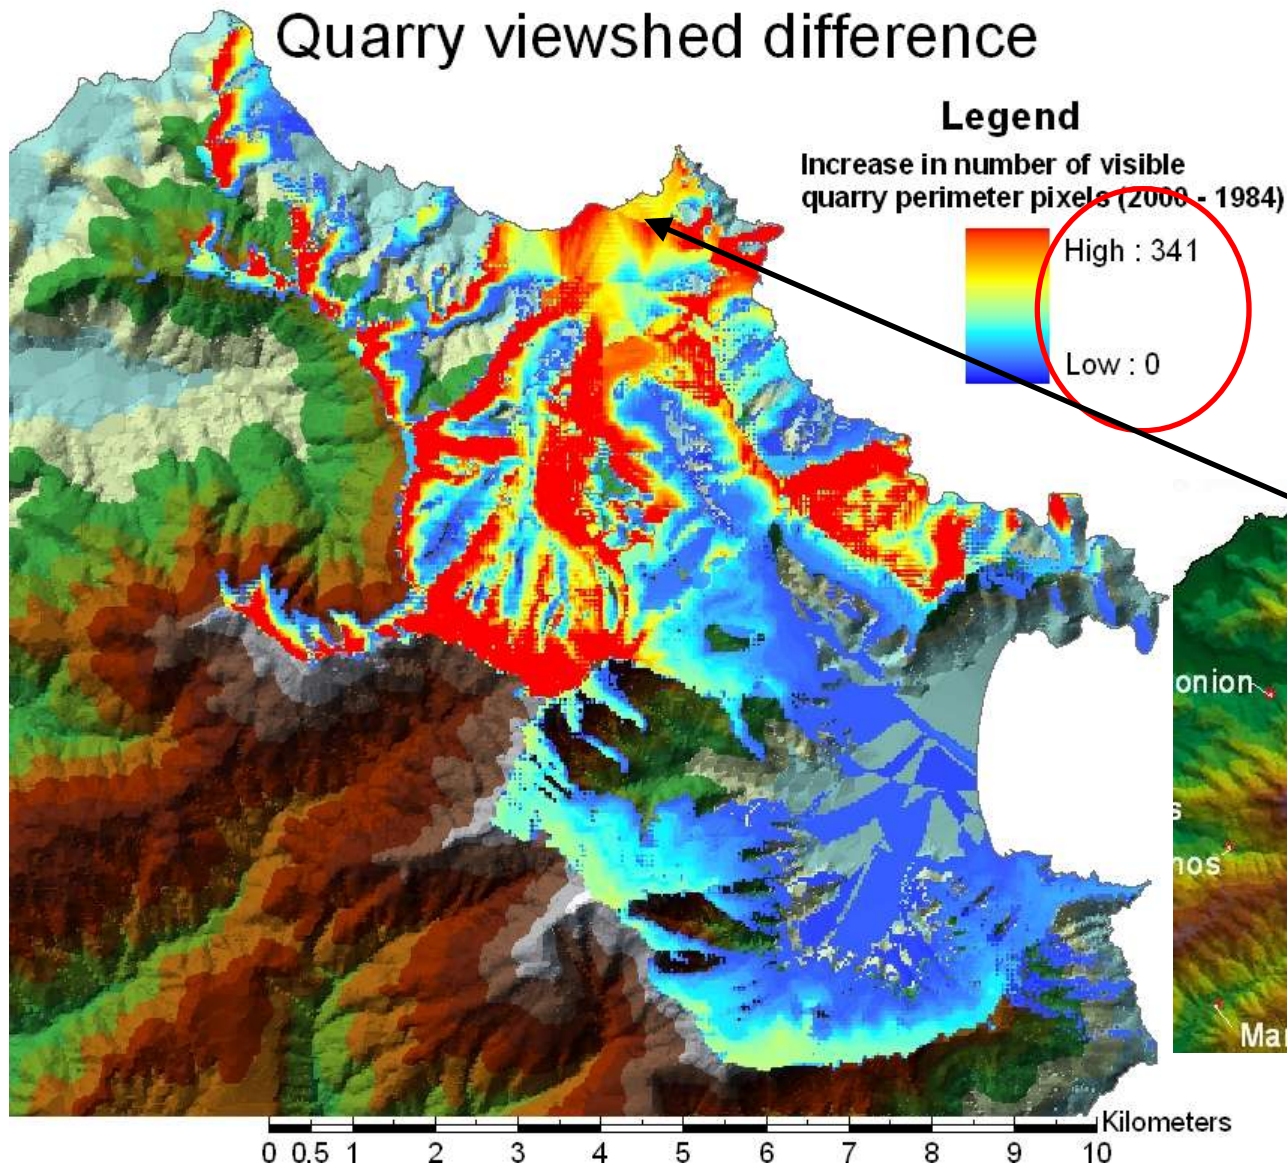 Quarry viewshed difference
Legend
Increase in number of visible
quarry perimeter pixels (2000 - 1984)
High : 341
Low : 0
onion
s
nos
Mar
Kilometers
0 0,5 1 2 3 4 5 6 7 8 9 10